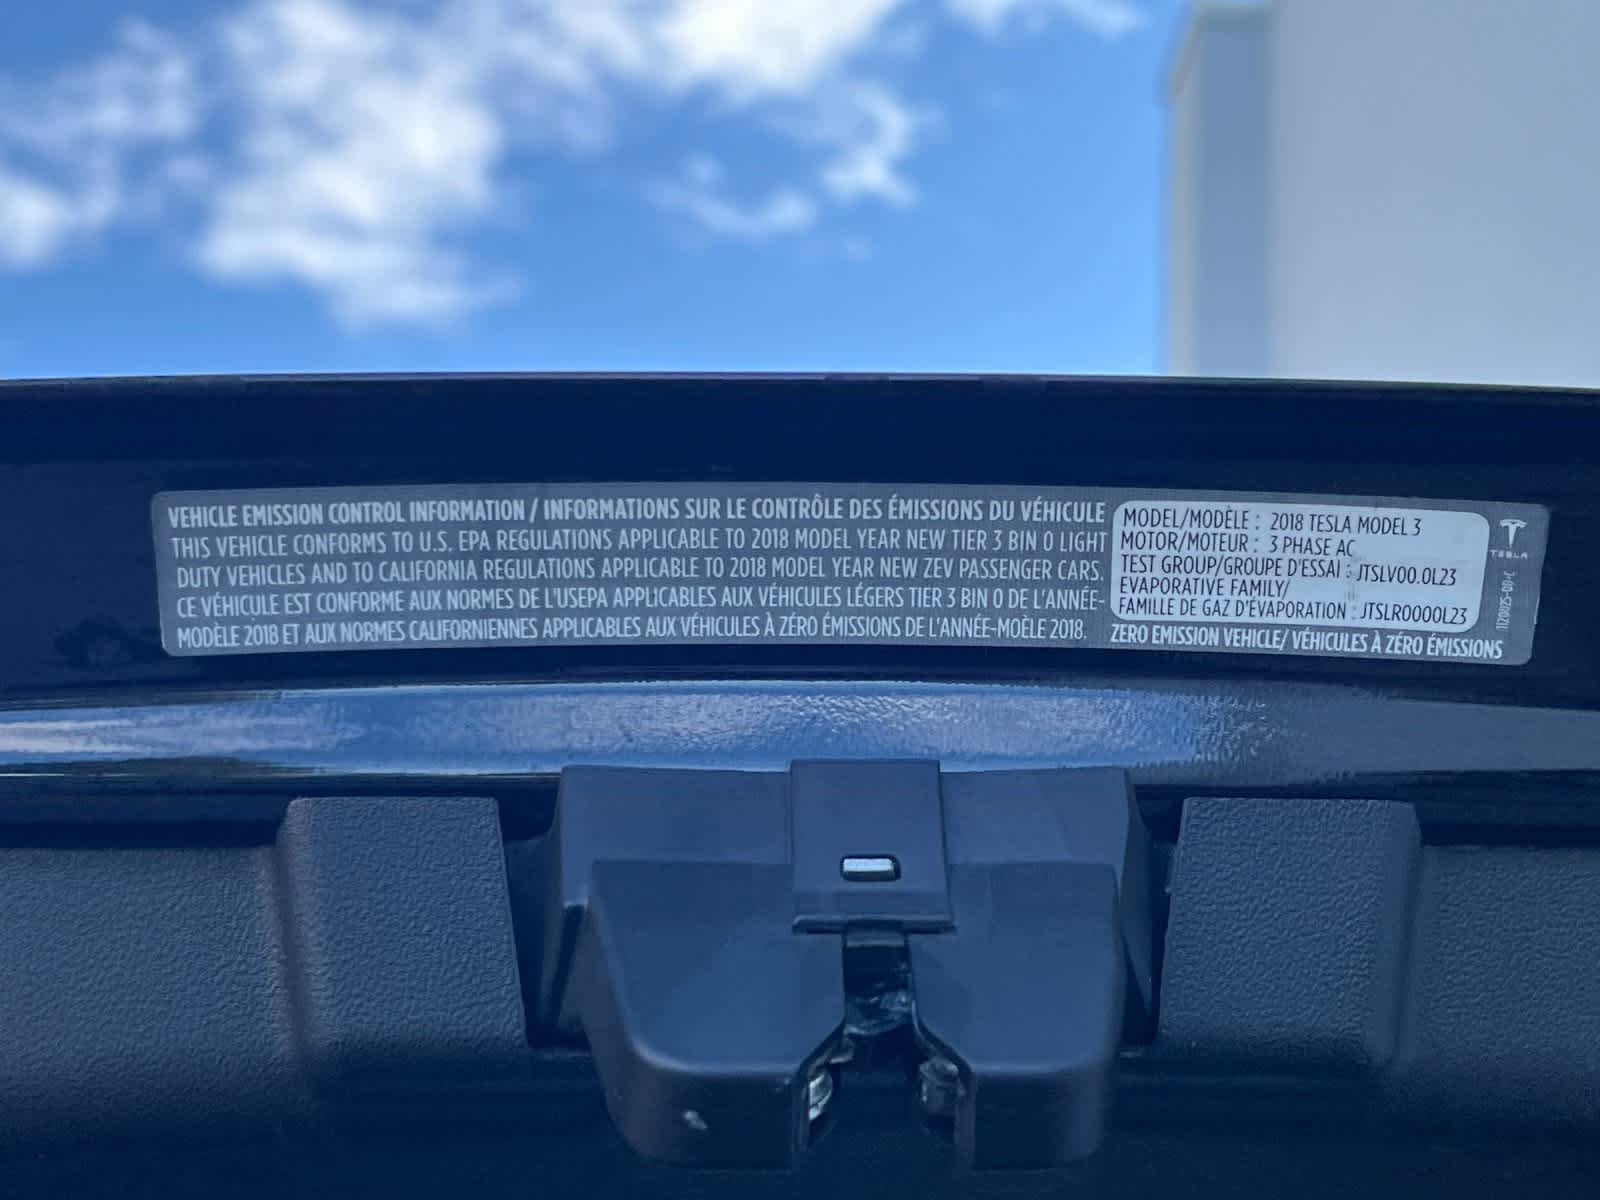 VEHICLE EMISSION CONTROL INFORMATION / INFORMATIONS SUR LE CONTRÔLE DES ÉMISSIONS DU VÉHICULE
THIS VEHICLE CONFORMS TO U.S. EPA REGULATIONS APPLICABLE TO 2018 MODEL YEAR NEW TIER 3 BIN 0 LIGHT
DUTY VEHICLES AND TO CALIFORNIA REGULATIONS APPLICABLE TO 2018 MODEL YEAR NEW ZEV PASSENGER CARS.
CE VÉHICULE EST CONFORME AUX NORMES DE L'USEPA APPLICABLES AUX VÉHICULES LÉGERS TIER 3 BIN 0 DE L'ANNÉE-
MODÈLE 2018 ET AUX NORMES CALIFORNIENNES APPLICABLES AUX VÉHICULES À ZÉRO ÉMISSIONS DE L'ANNÉE-MOÈLE 2018.
MODEL/MODÈLE : 2018 TESLA MODEL 3
MOTOR/MOTEUR : 3 PHASE AC
TEST GROUP/GROUPE D'ESSAI : JTSLV00.0L23
EVAPORATIVE FAMILY/
FAMILLE DE GAZ D'ÉVAPORATION : JTSLR0000L23
ZERO EMISSION VEHICLE/ VÉHICULES À ZÉRO ÉMISSIONS
TESLA
1120025-00-C